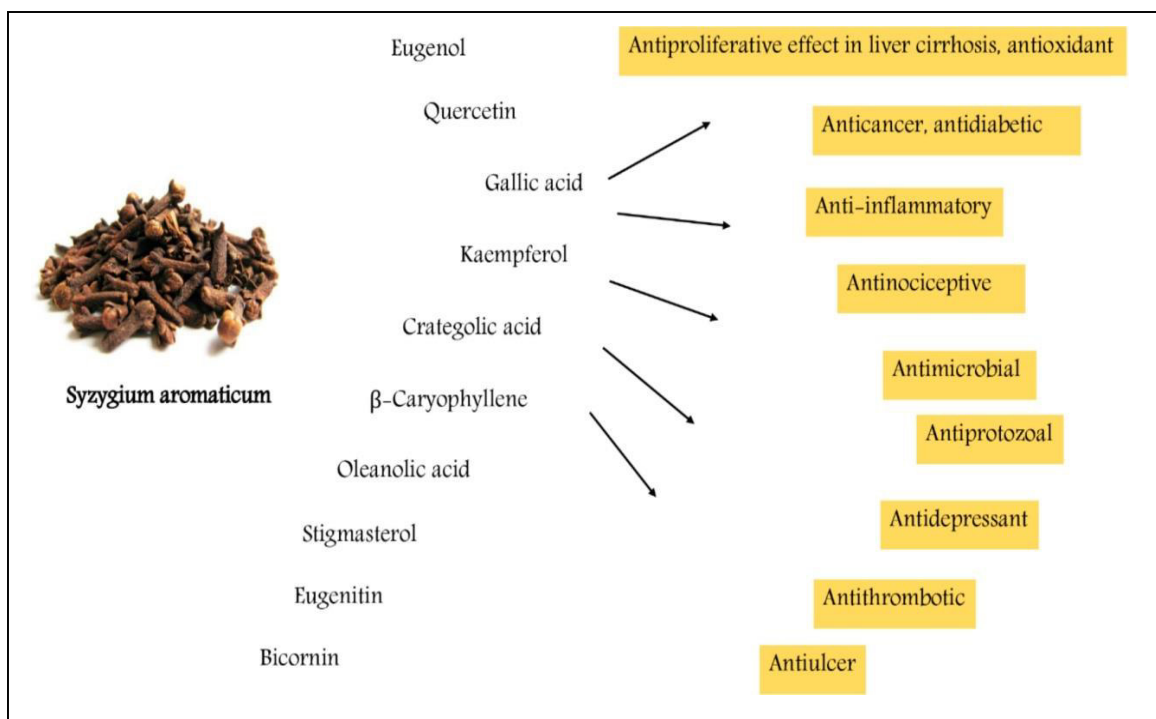 Eugenol
Antiproliferative effect in liver cirrhosis, antioxidant
Quercetin
Anticancer, antidiabetic
Gallic acid
Anti-inflammatory
Kaempferol
Antinociceptive
Crategolic acid
Antimicrobial
Syzygium aromaticum
β-Caryophyllene
Antiprotozoal
Oleanolic acid
Stigmasterol
Antidepressant
Eugenitin
Antithrombotic
Bicornin
Antiulcer